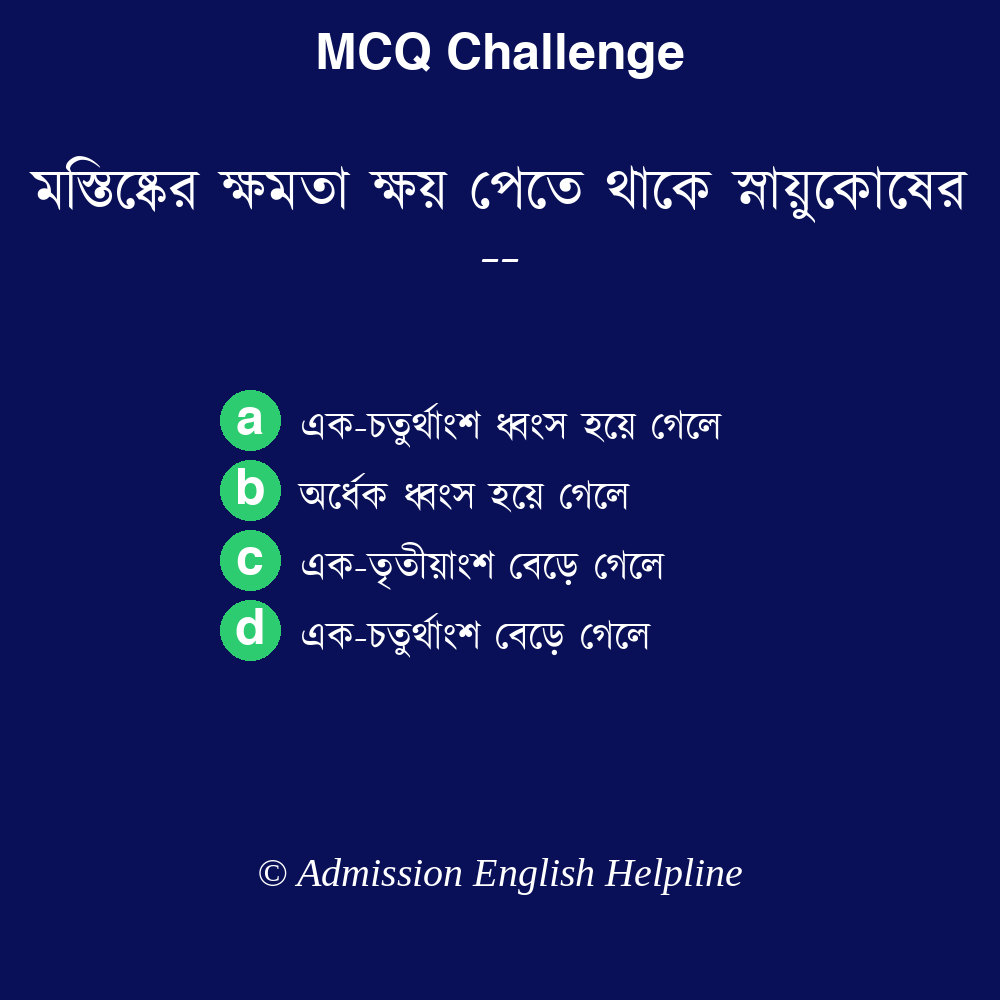 MCQ Challenge
মস্তিষ্কের ক্ষমতা ক্ষয় পেতে থাকে স্নায়ুকোষের
--
a এক-চতুর্থাংশ ধ্বংস হয়ে গেলে
b অর্ধেক ধ্বংস হয়ে গেলে
c এক-তৃতীয়াংশ বেড়ে গেলে
d এক-চতুর্থাংশ বেড়ে গেলে
© Admission English Helpline